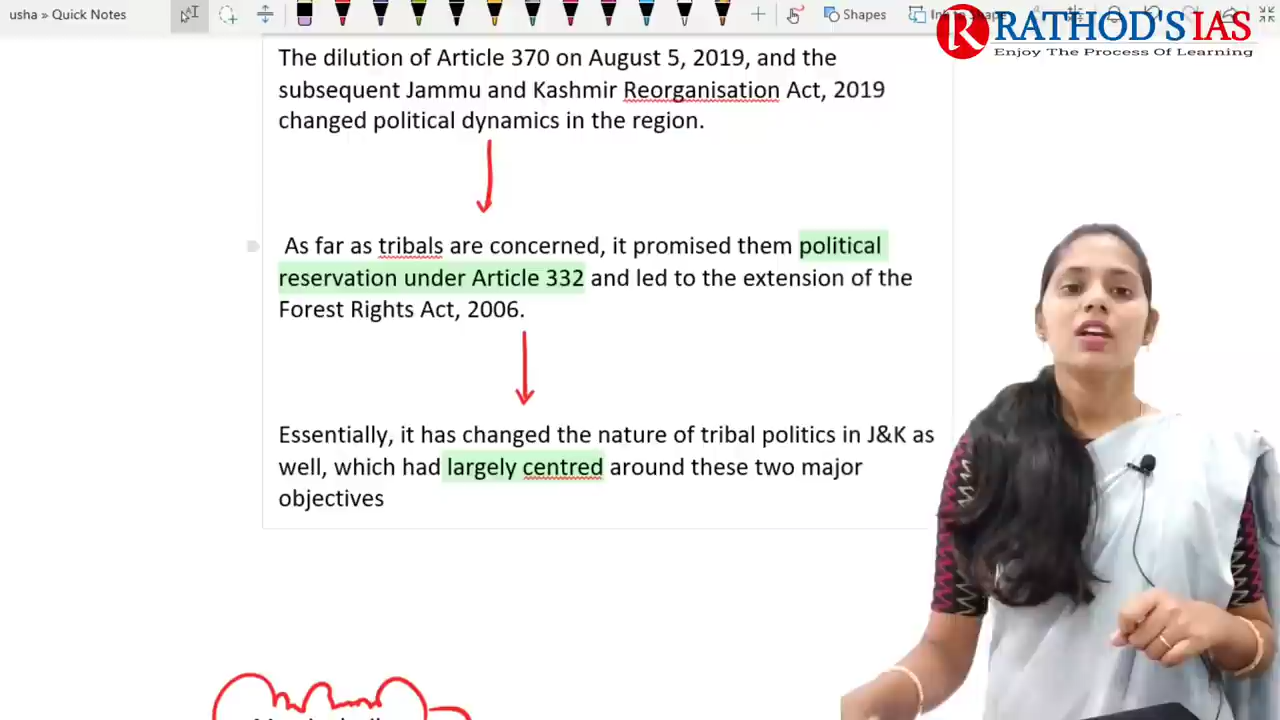 usha » Quick Notes
Shapes
RATHOD'S IAS
Enjoy The Process Of Learning
The dilution of Article 370 on August 5, 2019, and the
subsequent Jammu and Kashmir Reorganisation Act, 2019
changed political dynamics in the region.
As far as tribals are concerned, it promised them political
reservation under Article 332 and led to the extension of the
Forest Rights Act, 2006.
Essentially, it has changed the nature of tribal politics in J&K as
well, which had largely centred around these two major
objectives